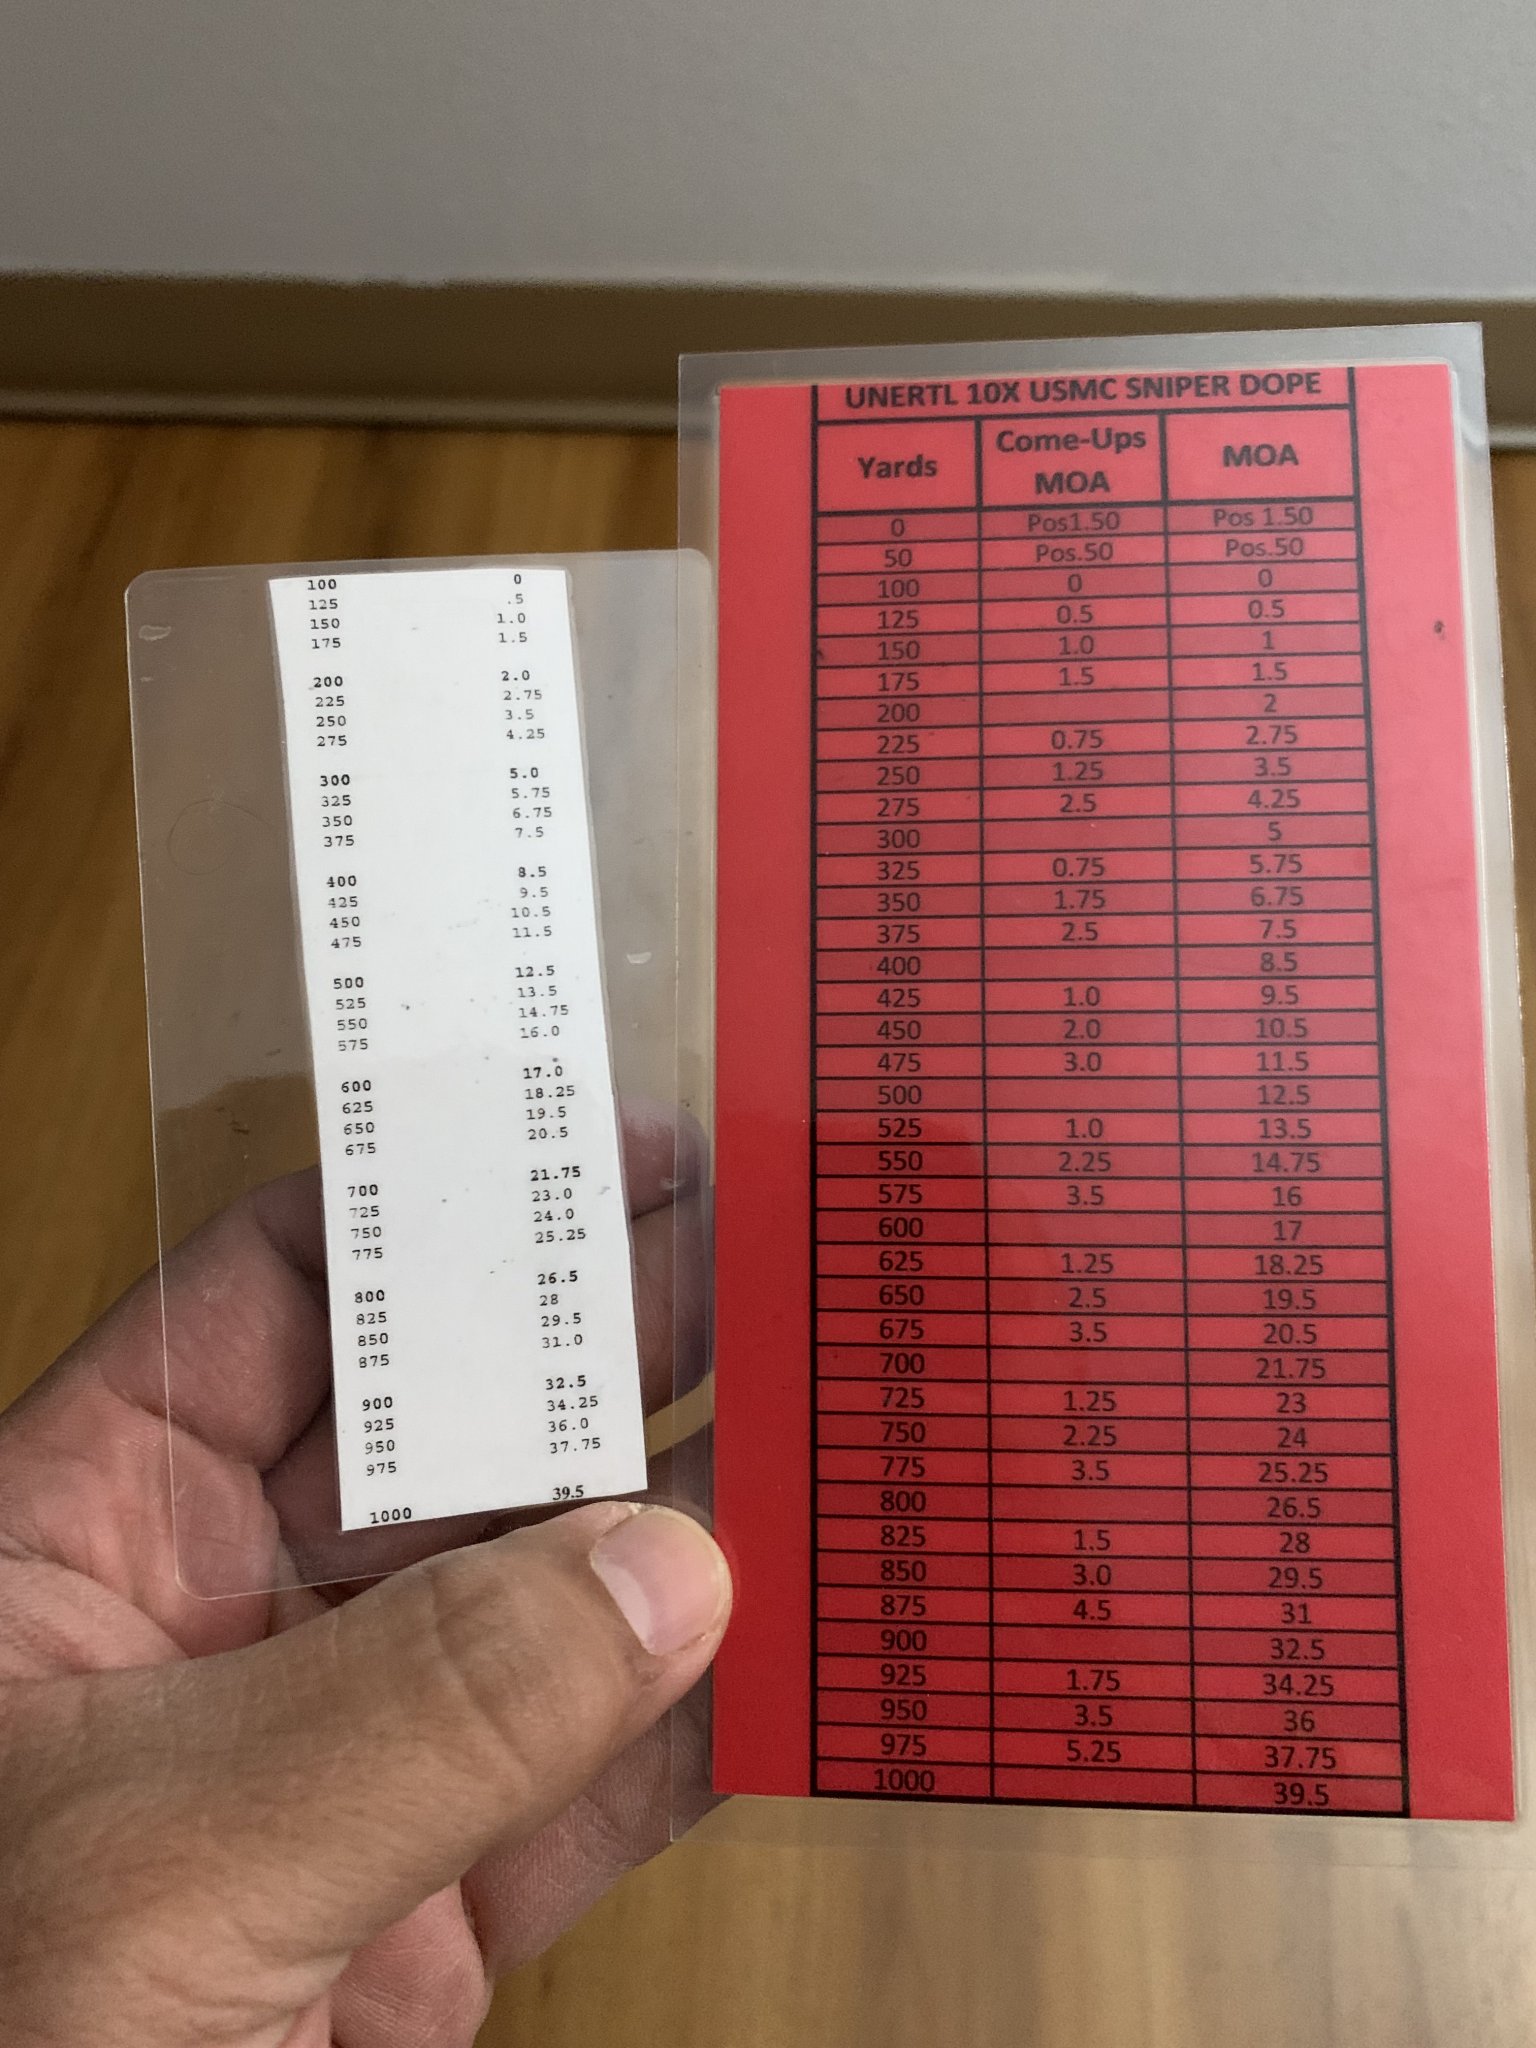 100 0
125 .5
150 1.0
175 1.5
200 2.0
225 2.75
250 3.5
275 4.25
300 5.0
325 5.75
350 6.75
375 7.5
400 8.5
425 9.5
450 10.5
475 11.5
500 12.5
525 13.5
550 14.75
575 16.0
600 17.0
625 18.25
650 19.5
675 20.5
700 21.75
725 23.0
750 24.0
775 25.25
800 26.5
825 28
850 29.5
875 31.0
900 32.5
925 34.25
950 36.0
975 37.75
1000 39.5
UNERTL 10X USMC SNIPER DOPE
Yards Come-Ups MOA MOA
0 Pos1.50 Pos 1.50
50 Pos.50 Pos.50
100 0 0
125 0.5 0.5
150 1.0 1
175 1.5 1.5
200 2
225 0.75 2.75
250 1.25 3.5
275 2.5 4.25
300 5
325 0.75 5.75
350 1.75 6.75
375 2.5 7.5
400 8.5
425 1.0 9.5
450 2.0 10.5
475 3.0 11.5
500 12.5
525 1.0 13.5
550 2.25 14.75
575 3.5 16
600 17
625 1.25 18.25
650 2.5 19.5
675 3.5 20.5
700 21.75
725 1.25 23
750 2.25 24
775 3.5 25.25
800 26.5
825 1.5 28
850 3.0 29.5
875 4.5 31
900 32.5
925 1.75 34.25
950 3.5 36
975 5.25 37.75
1000 39.5